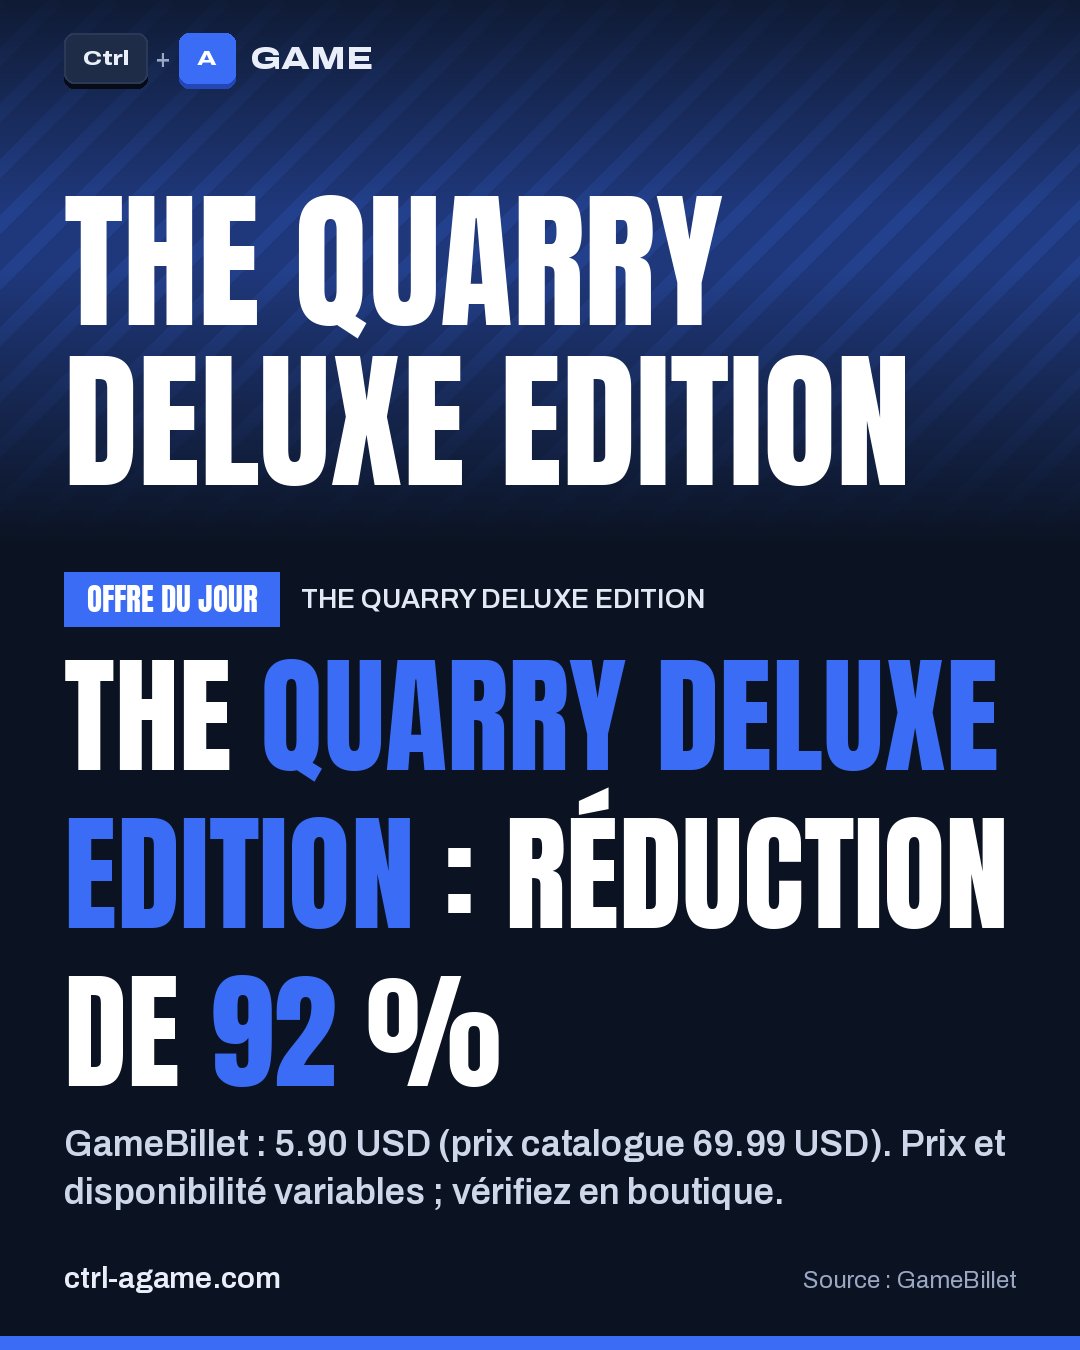 Ctrl + A GAME
THE QUARRY
DELUXE EDITION
OFFRE DU JOUR THE QUARRY DELUXE EDITION
THE QUARRY DELUXE
EDITION : RÉDUCTION
DE 92 %
GameBillet : 5.90 USD (prix catalogue 69.99 USD). Prix et
disponibilité variables ; vérifiez en boutique.
ctrl-agame.com Source : GameBillet